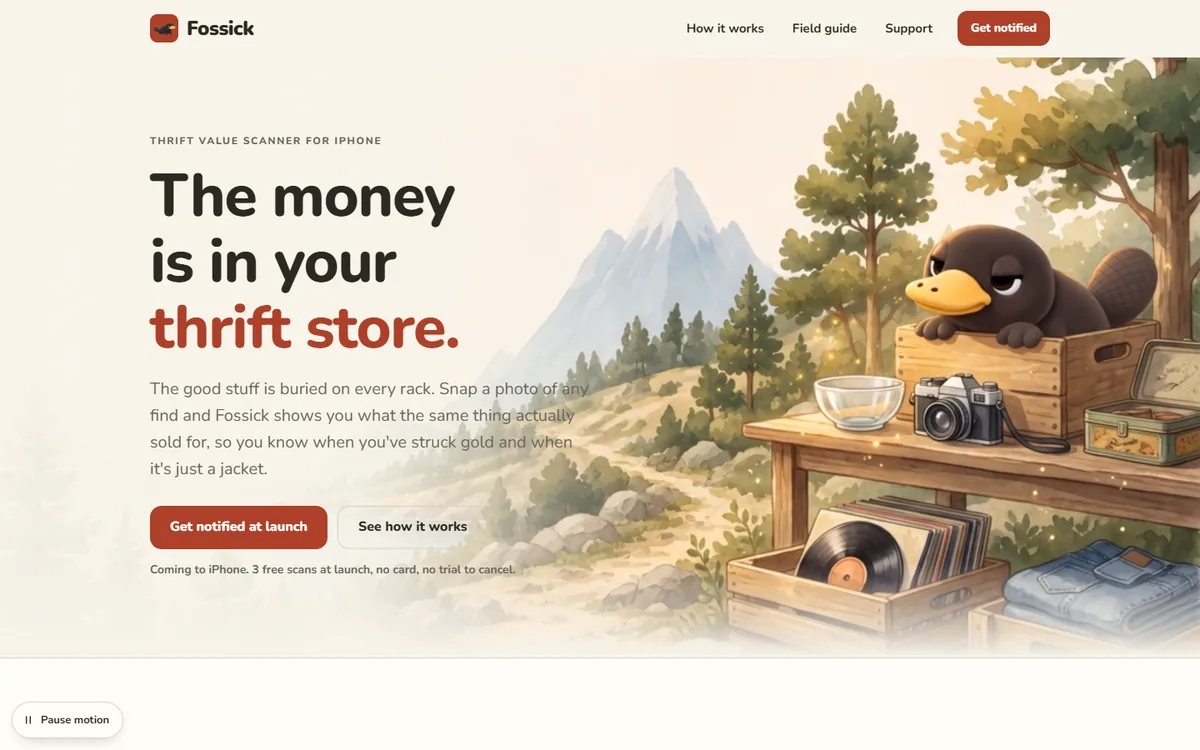 Fossick
How it works
Field guide
Support
Get notified
THRIFT VALUE SCANNER FOR IPHONE
The money
is in your
thrift store.
The good stuff is buried on every rack. Snap a photo of any
find and Fossick shows you what the same thing actually
sold for, so you know when you've struck gold and when
it's just a jacket.
Get notified at launch
See how it works
Coming to iPhone. 3 free scans at launch, no card, no trial to cancel.
Pause motion